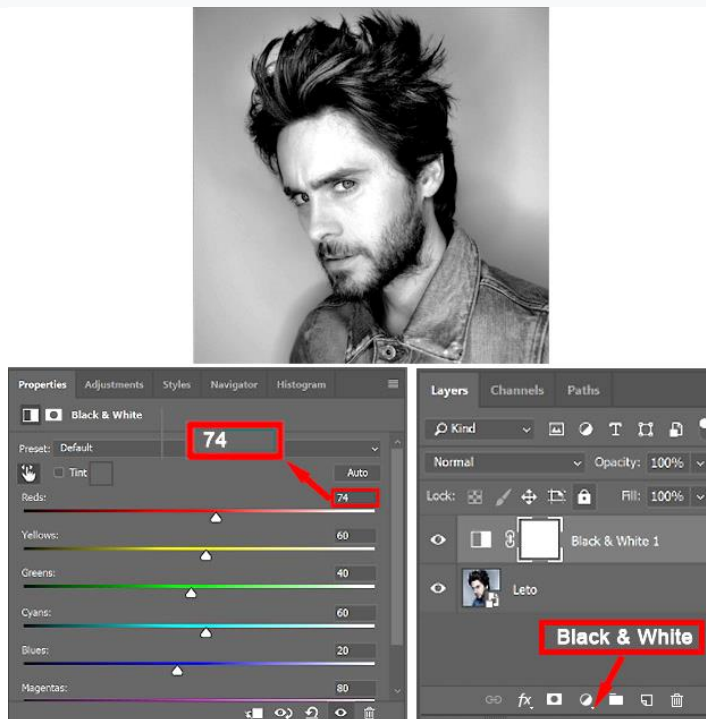 Properties Adjustments Styles Navigator Histogram
Black & White
Preset: Default
74
Tint
Auto
Reds: 74
Yellows: 60
Greens: 40
Cyans: 60
Blues: 20
Magentas: 80
Layers Channels Paths
Kind
Normal Opacity: 100%
Lock: Fill: 100%
Black & White 1
Leto
Black & White
fx